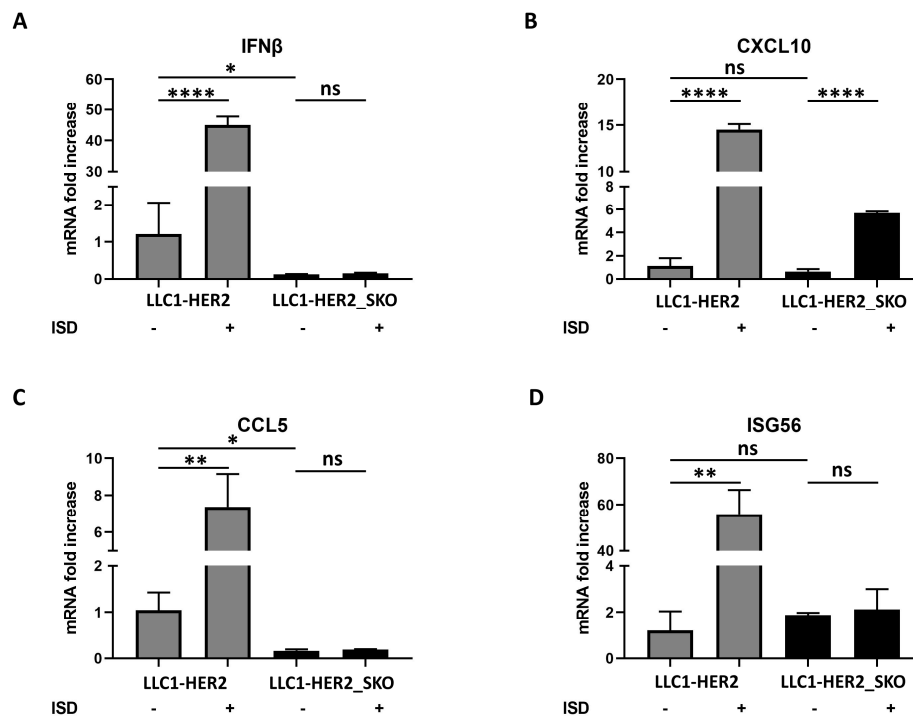 A
IFNβ
mRNA fold increase
60
50
40
30
2
1
0
*
****
ns
LLC1-HER2
LLC1-HER2_SKO
ISD
-
+
-
+
B
CXCL10
mRNA fold increase
20
15
10
8
6
4
2
0
ns
****
****
LLC1-HER2
LLC1-HER2_SKO
-
+
-
+
C
CCL5
mRNA fold increase
10
8
6
2
1
0
*
**
ns
LLC1-HER2
LLC1-HER2_SKO
ISD
-
+
-
+
D
ISG56
mRNA fold increase
80
60
40
4
2
0
ns
**
ns
LLC1-HER2
LLC1-HER2_SKO
ISD
-
+
-
+
ISD